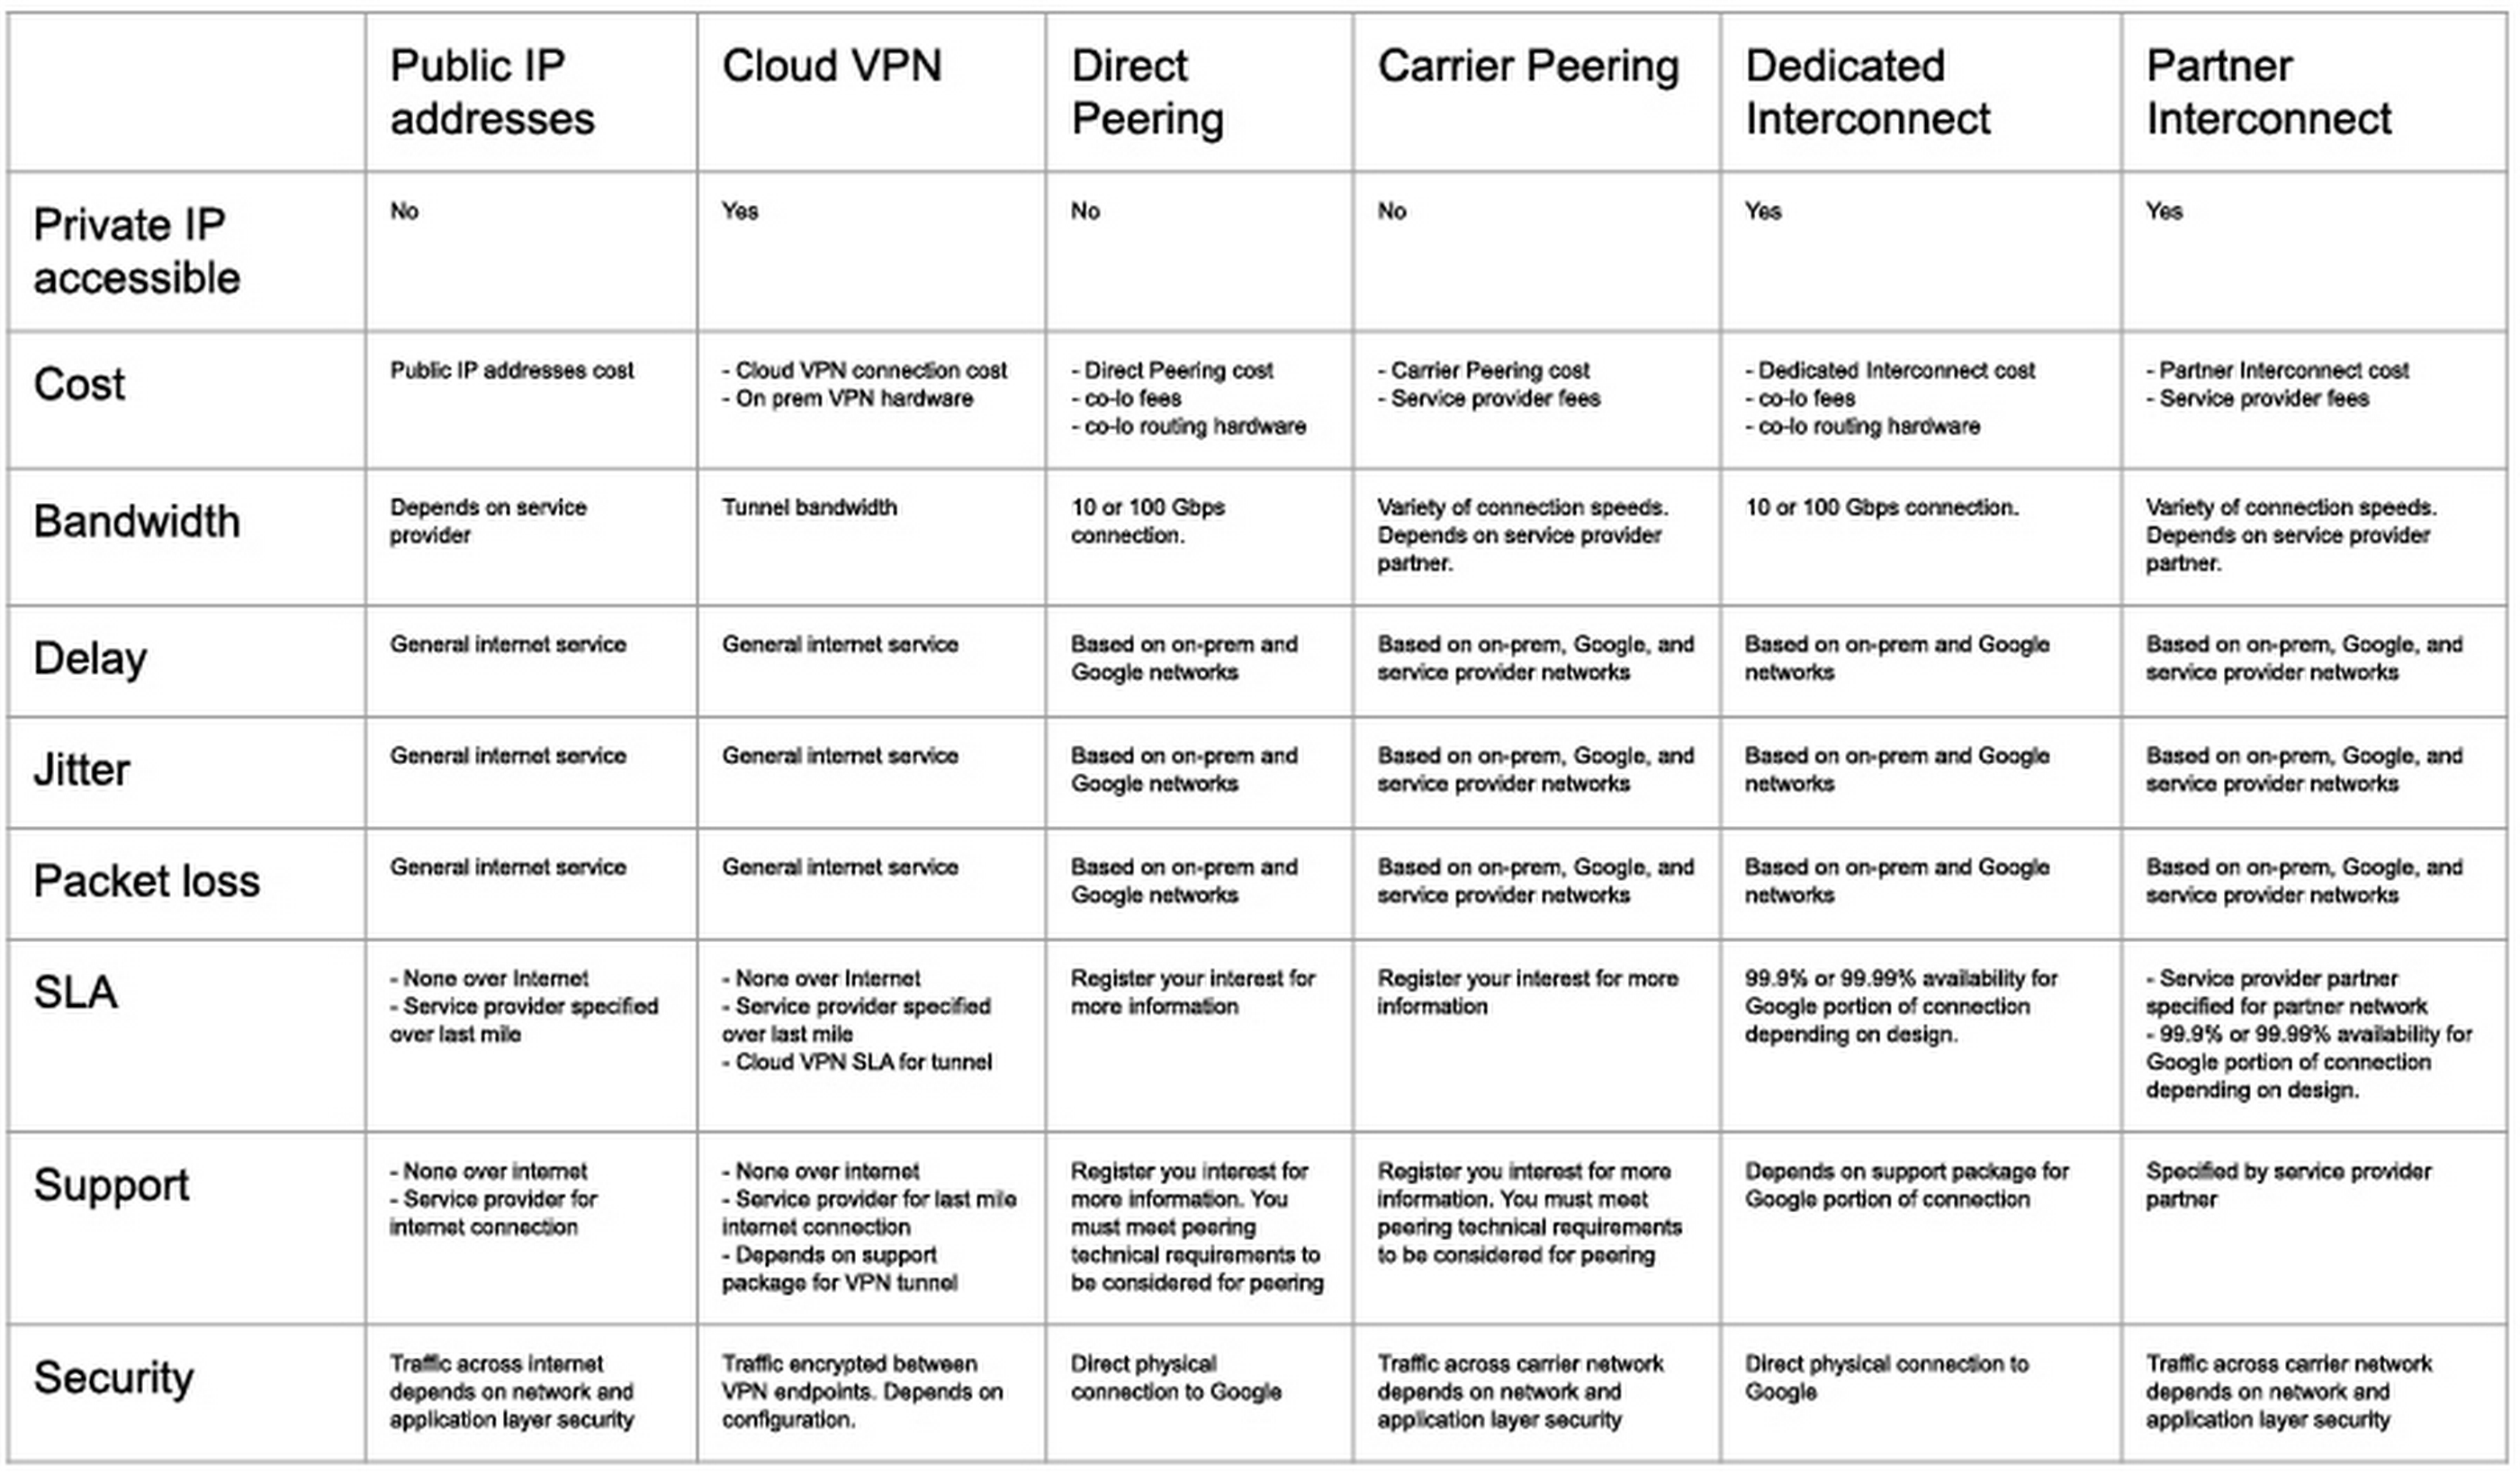 Public IP
addresses
Cloud VPN
Direct
Peering
Carrier Peering
Dedicated
Interconnect
Partner
Interconnect
Private IP
accessible
No
Yes
No
No
Yes
Yes
Cost
Public IP addresses cost
- Cloud VPN connection cost
- On prem VPN hardware
- Direct Peering cost
- co-lo fees
- co-lo routing hardware
- Carrier Peering cost
- Service provider fees
- Dedicated Interconnect cost
- co-lo fees
- co-lo routing hardware
- Partner Interconnect cost
- Service provider fees
Bandwidth
Depends on service
provider
Tunnel bandwidth
10 or 100 Gbps
connection.
Variety of connection speeds.
Depends on service provider
partner.
10 or 100 Gbps connection.
Variety of connection speeds.
Depends on service provider
partner.
Delay
General internet service
General internet service
Based on on-prem and
Google networks
Based on on-prem, Google, and
service provider networks
Based on on-prem and Google
networks
Based on on-prem, Google, and
service provider networks
Jitter
General internet service
General internet service
Based on on-prem and
Google networks
Based on on-prem, Google, and
service provider networks
Based on on-prem and Google
networks
Based on on-prem, Google, and
service provider networks
Packet loss
General internet service
General internet service
Based on on-prem and
Google networks
Based on on-prem, Google, and
service provider networks
Based on on-prem and Google
networks
Based on on-prem, Google, and
service provider networks
SLA
- None over Internet
- Service provider specified
over last mile
- None over Internet
- Service provider specified
over last mile
- Cloud VPN SLA for tunnel
Register your interest for
more information
Register your interest for more
information
99.9% or 99.99% availability for
Google portion of connection
depending on design.
- Service provider partner
specified for partner network
- 99.9% or 99.99% availability for
Google portion of connection
depending on design.
Support
- None over internet
- Service provider for
internet connection
- None over internet
- Service provider for last mile
internet connection
- Depends on support
package for VPN tunnel
Register you interest for
more information. You
must meet peering
technical requirements to
be considered for peering
Register you interest for more
information. You must meet
peering technical requirements
to be considered for peering
Depends on support package for
Google portion of connection
Specified by service provider
partner
Security
Traffic across internet
depends on network and
application layer security
Traffic encrypted between
VPN endpoints. Depends on
configuration.
Direct physical
connection to Google
Traffic across carrier network
depends on network and
application layer security
Direct physical connection to
Google
Traffic across carrier network
depends on network and
application layer security